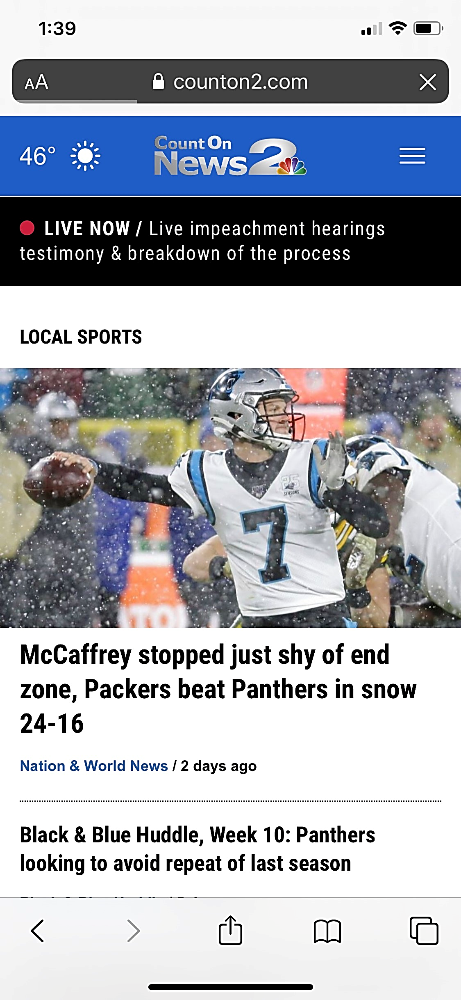 1:39
AA counton2.com
46° Count On
News 2
LIVE NOW / Live impeachment hearings
testimony & breakdown of the process
LOCAL SPORTS
25
SEASONS
7
McCaffrey stopped just shy of end
zone, Packers beat Panthers in snow
24-16
Nation & World News / 2 days ago
Black & Blue Huddle, Week 10: Panthers
looking to avoid repeat of last season